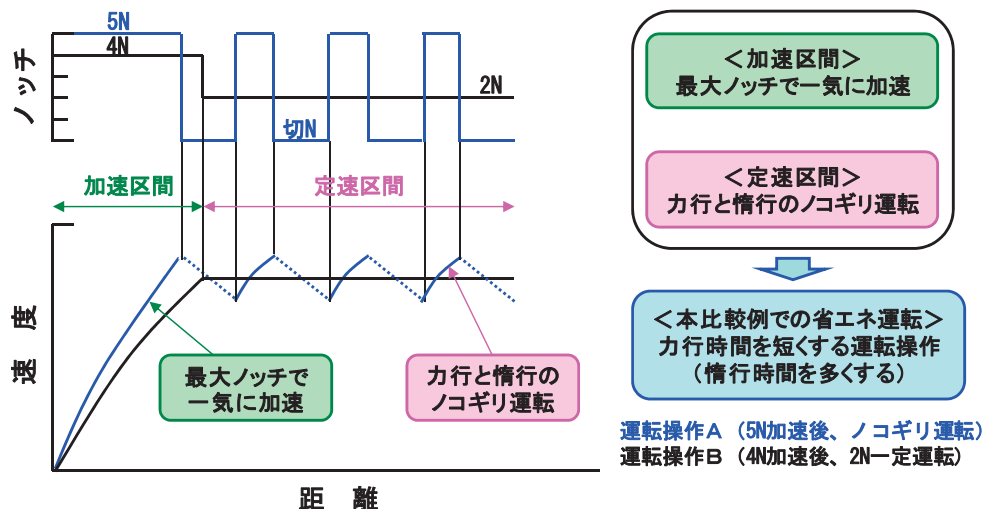 5N
4N
ノッチ
2N
切N
加速区間
定速区間
速度
最大ノッチで
一気に加速
力行と惰行の
ノコギリ運転
距離
＜加速区間＞
最大ノッチで一気に加速
＜定速区間＞
力行と惰行のノコギリ運転
＜本比較例での省エネ運転＞
力行時間を短くする運転操作
（惰行時間を多くする）
運転操作A（5N加速後、ノコギリ運転）
運転操作B（4N加速後、2N一定運転）